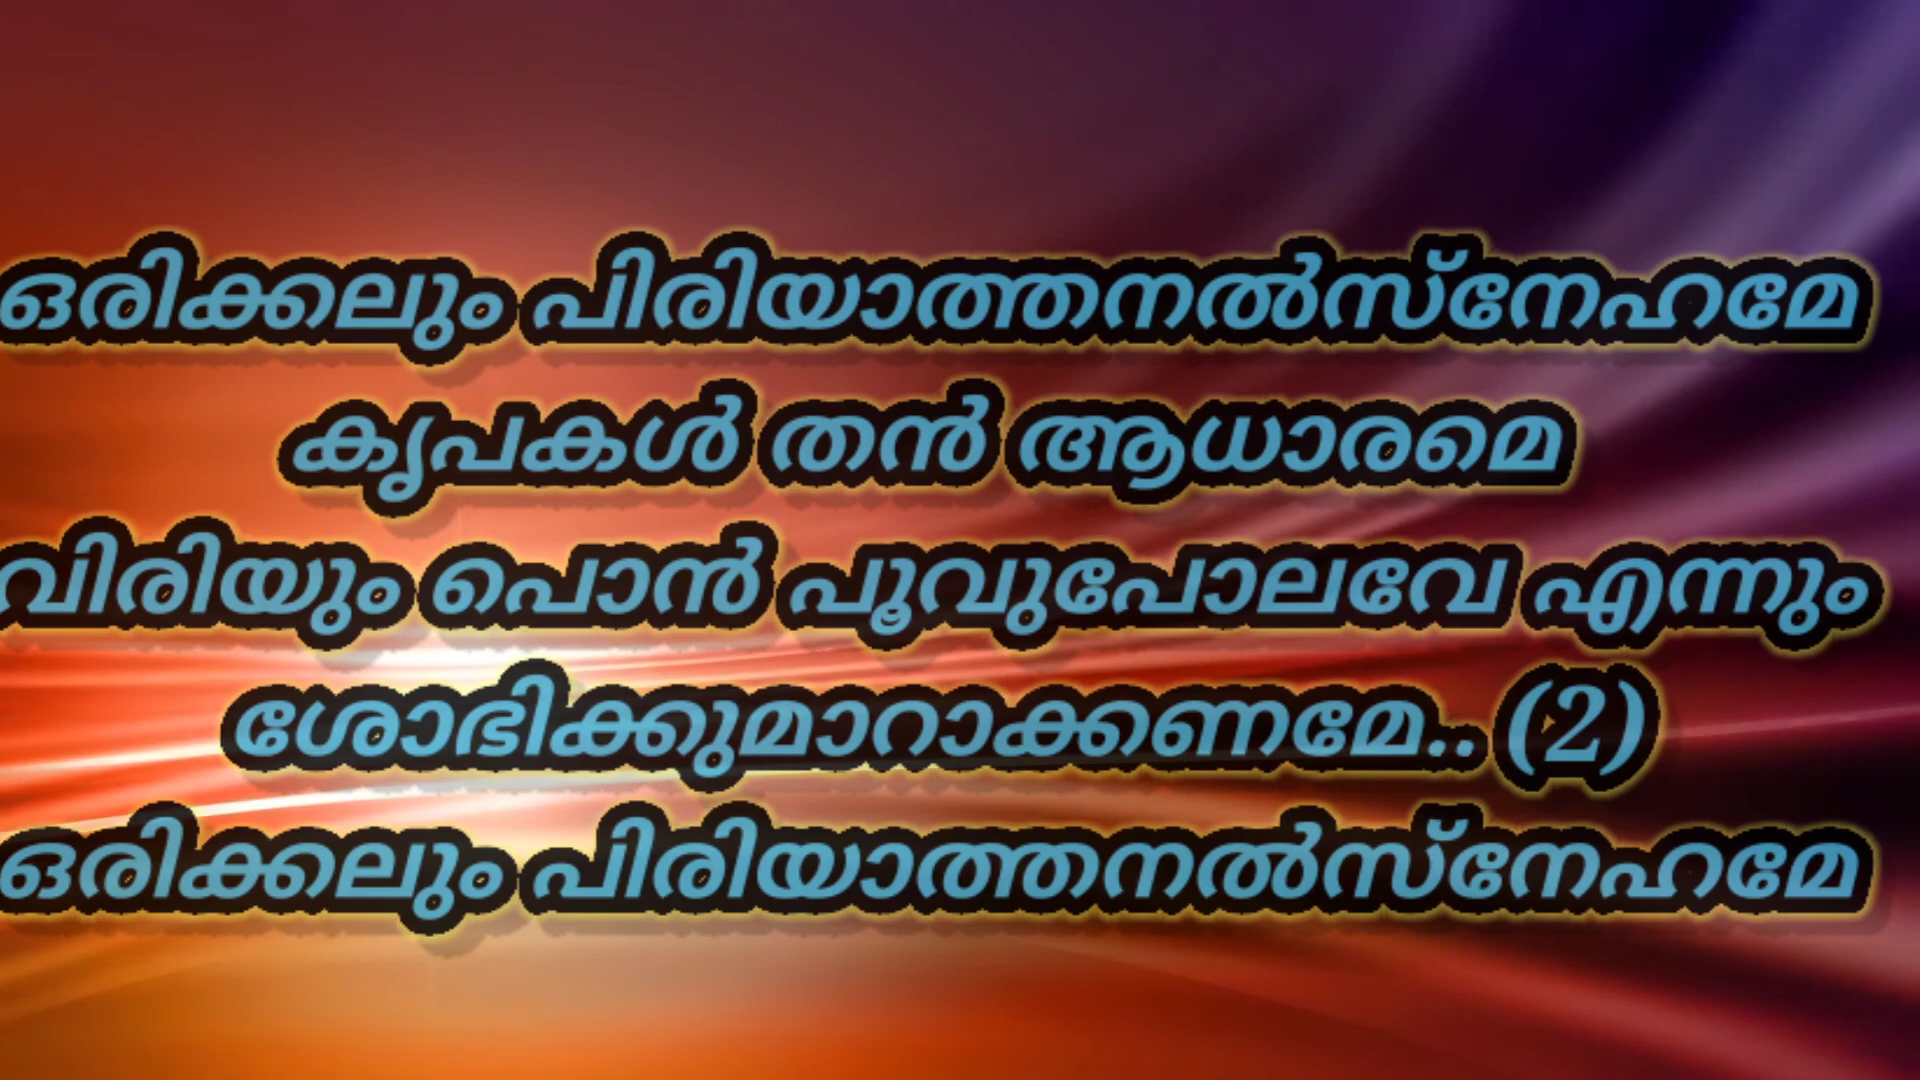 ഒരിക്കലും പിരിയാത്തനൽസ്നേഹമേ
കൃപകൾ തൻ ആധാരമെ
വിരിയും പൊൻ പൂവുപോലവേ എന്നും
ശോഭിക്കുമാറാക്കണമേ.. (2)
ഒരിക്കലും പിരിയാത്തനൽസ്നേഹമേ